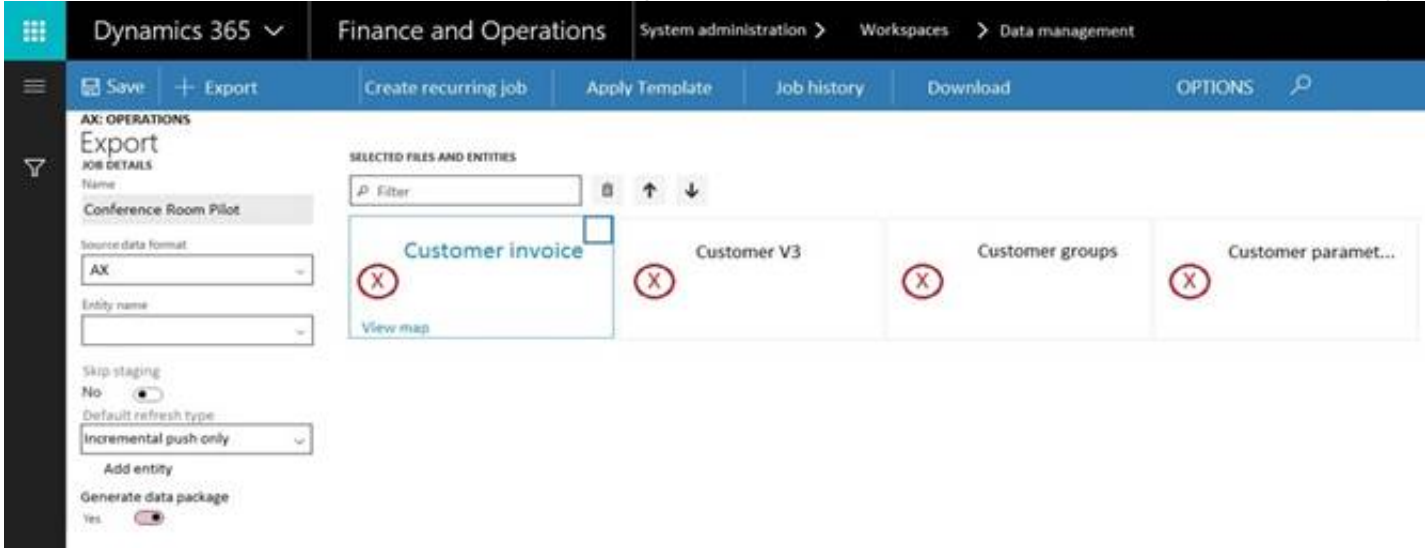 Dynamics 365
Finance and Operations
System administration > Workspaces > Data management
Save
+ Export
Create recurring job
Apply Template
Job history
Download
OPTIONS
AX: OPERATIONS
Export
JOB DETAILS
Name
Conference Room Pilot
Source data format
AX
Entity name
Skip staging
No
Default refresh type
Incremental push only
Add entity
Generate data package
Yes
SELECTED FILES AND ENTITIES
Filter
Customer invoice
X
View map
Customer V3
X
Customer groups
X
Customer paramet...
X